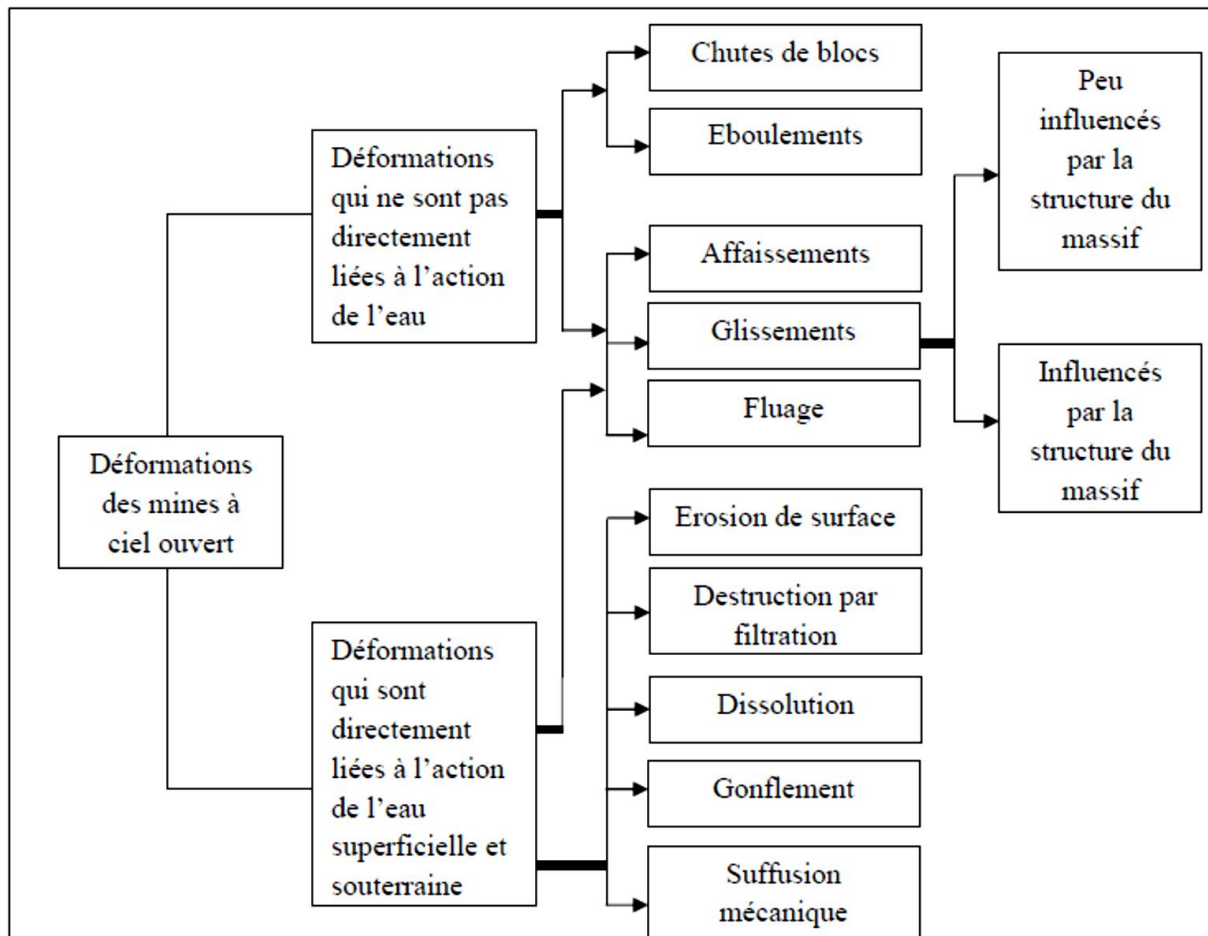 Déformations
des mines à
ciel ouvert
Déformations
qui ne sont pas
directement
liées à l’action
de l’eau
Déformations
qui sont
directement
liées à l’action
de l’eau
superficielle et
souterraine
Chutes de blocs
Eboulements
Affaissements
Glissements
Fluage
Erosion de surface
Destruction par
filtration
Dissolution
Gonflement
Suffusion
mécanique
Peu
influencés
par la
structure du
massif
Influencés
par la
structure du
massif